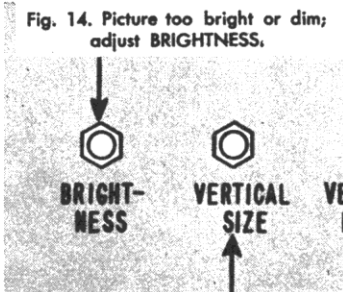 Fig. 14. Picture too bright or dim;
adjust BRIGHTNESS.
BRIGHT-
NESS
VERTICAL
SIZE